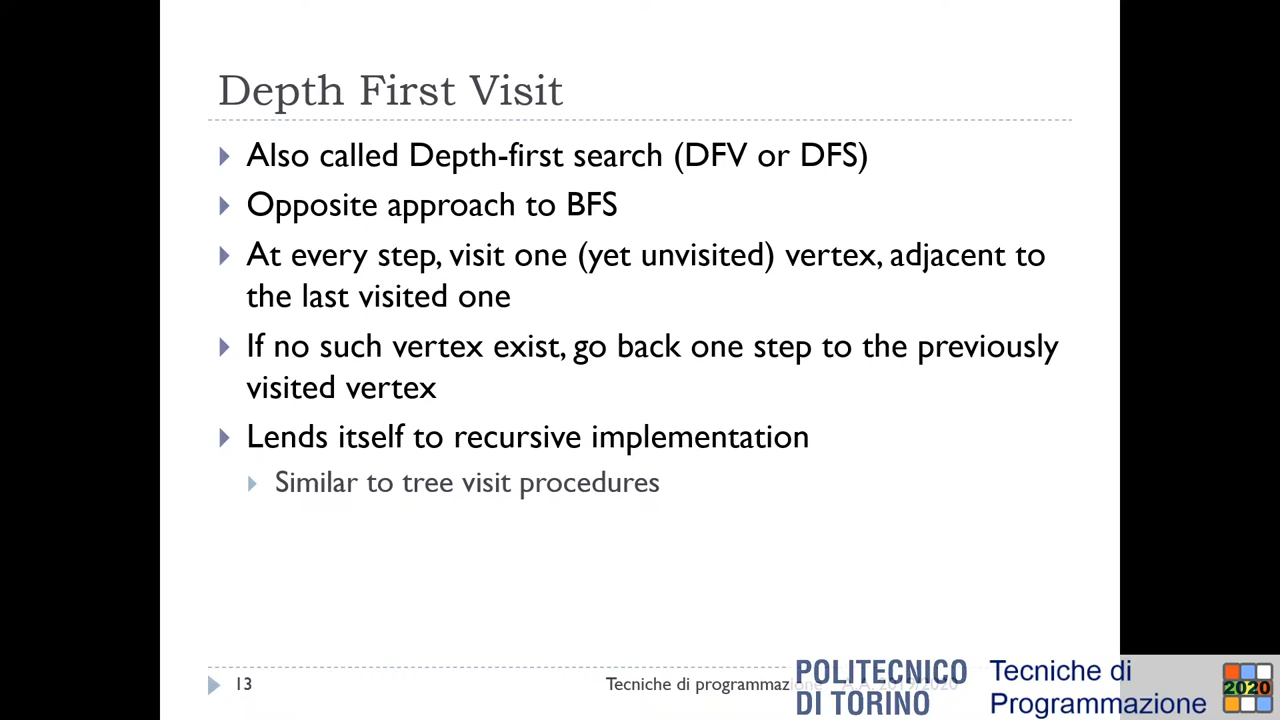 Depth First Visit
Also called Depth-first search (DFV or DFS)
Opposite approach to BFS
At every step, visit one (yet unvisited) vertex, adjacent to
the last visited one
If no such vertex exist, go back one step to the previously
visited vertex
Lends itself to recursive implementation
Similar to tree visit procedures
13
Tecniche di programmazione A.A. 2019/2020
POLITECNICO
DI TORINO
Tecniche di
Programmazione
2020